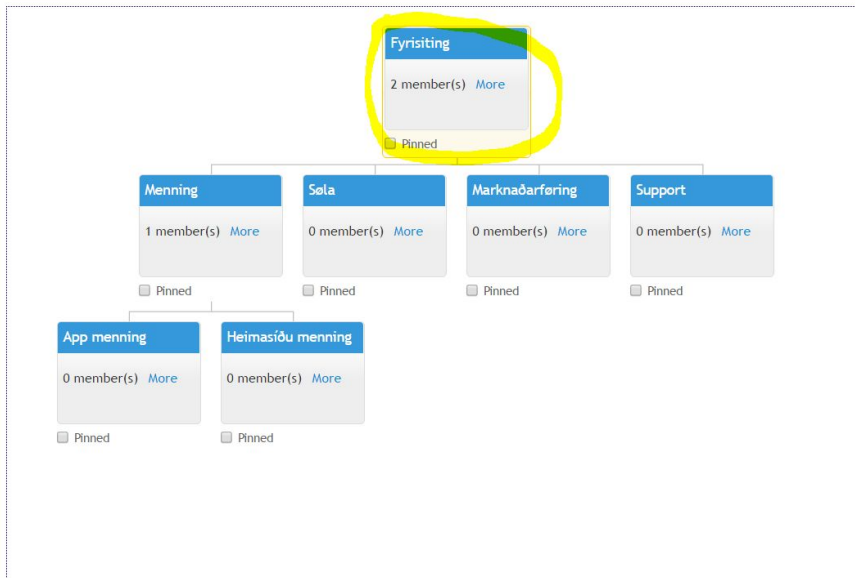 Fyrisiting
2 member(s) More
Pinned
Menning
1 member(s) More
Pinned
Søla
0 member(s) More
Pinned
Marknaðarføring
0 member(s) More
Pinned
Support
0 member(s) More
Pinned
App menning
0 member(s) More
Pinned
Heimasíðu menning
0 member(s) More
Pinned